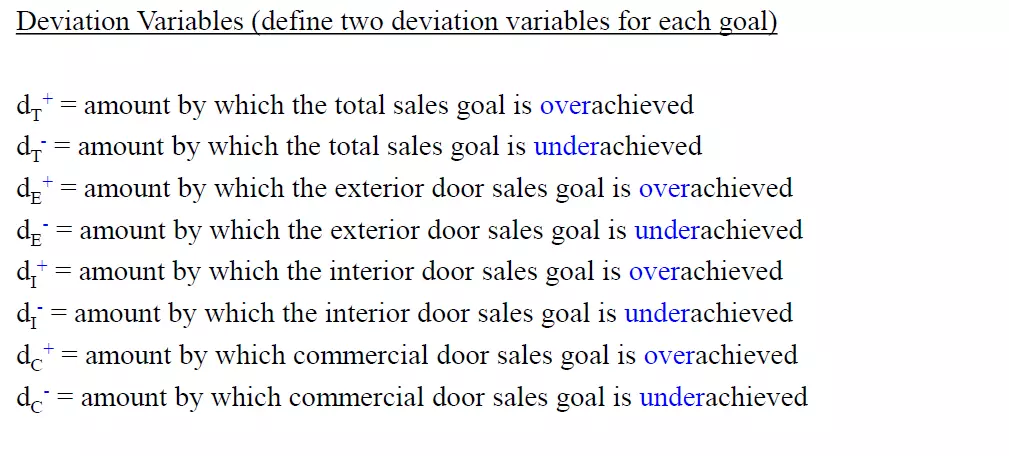 Deviation Variables (define two deviation variables for each goal)
d_T^+ = amount by which the total sales goal is overachieved
d_T^- = amount by which the total sales goal is underachieved
d_E^+ = amount by which the exterior door sales goal is overachieved
d_E^- = amount by which the exterior door sales goal is underachieved
d_I^+ = amount by which the interior door sales goal is overachieved
d_I^- = amount by which the interior door sales goal is underachieved
d_C^+ = amount by which commercial door sales goal is overachieved
d_C^- = amount by which commercial door sales goal is underachieved